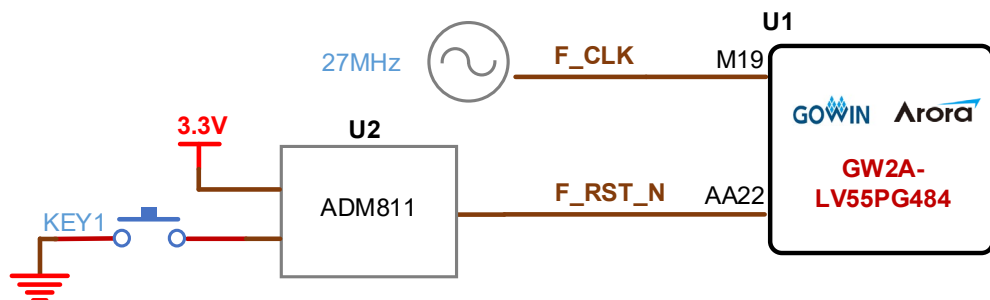 U1
27MHz
F_CLK
M19
GOWIN
Arora
3.3V
U2
GW2A-
LV55PG484
ADM811
F_RST_N
AA22
KEY1